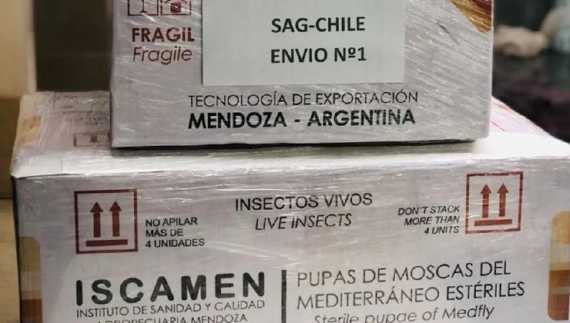 FRAGIL
Fragile
SAG-CHILE
ENVIO Nº1
TECNOLOGÍA DE EXPORTACIÓN
MENDOZA - ARGENTINA
INSECTOS VIVOS
LIVE INSECTS
NO APILAR
MÁS DE
4 UNIDADES
DON'T STACK
MORE THAN
4 UNITS
ISCAMEN
INSTITUTO DE SANIDAD Y CALIDAD
AGROPECUARIA MENDOZA
PUPAS DE MOSCAS DEL
MEDITERRÁNEO ESTÉRILES
Sterile pupae of Medfly